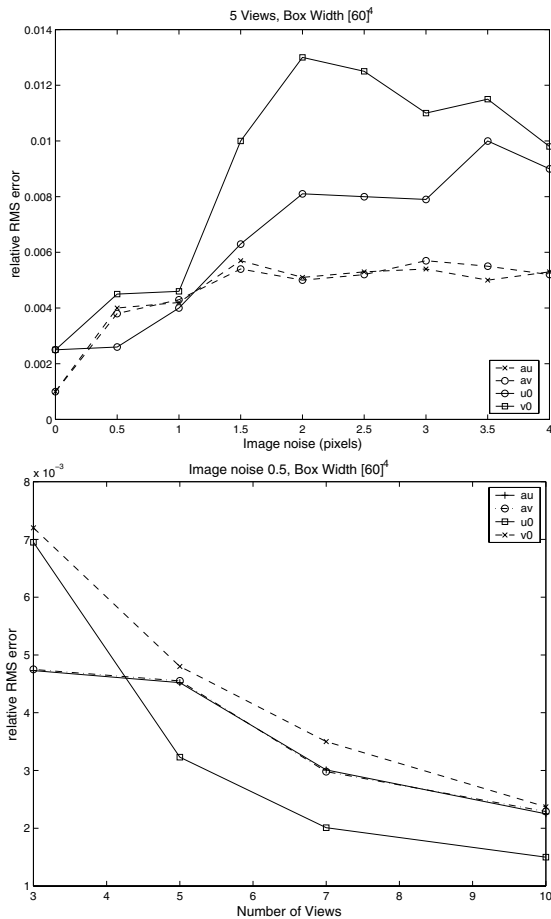 5 Views, Box Width [60]⁴
0.014
0.012
0.01
0.008
0.006
0.004
0.002
0
relative RMS error
0 0.5 1 1.5 2 2.5 3 3.5 4
Image noise (pixels)
au
av
u0
v0
x 10⁻³
Image noise 0.5, Box Width [60]⁴
8
7
6
5
4
3
2
1
relative RMS error
3 4 5 6 7 8 9 10
Number of Views
au
av
u0
v0